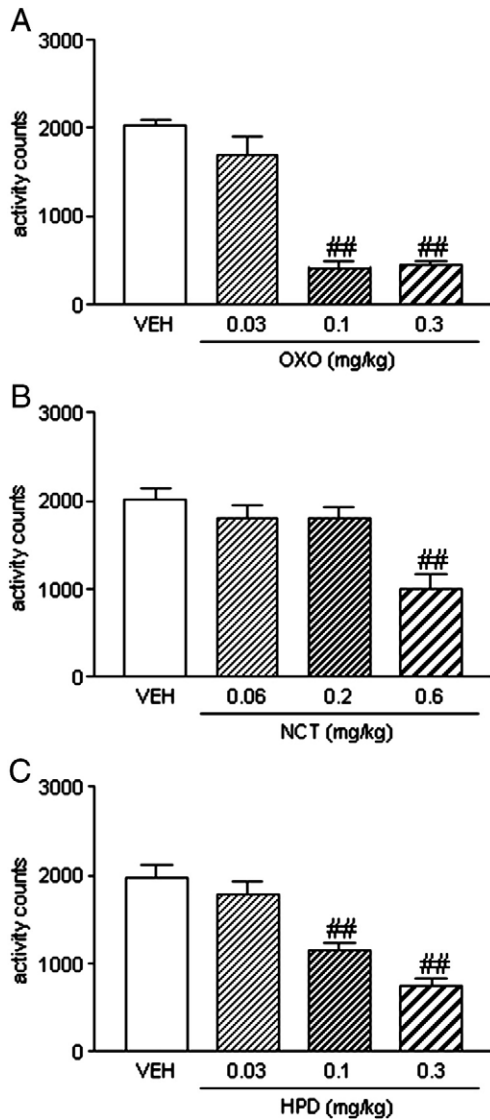 A
3000
2000
1000
0
activity counts
## ##
VEH 0.03 0.1 0.3
OXO (mg/kg)
B
3000
2000
1000
0
activity counts
##
VEH 0.06 0.2 0.6
NCT (mg/kg)
C
3000
2000
1000
0
activity counts
##
##
VEH 0.03 0.1 0.3
HPD (mg/kg)